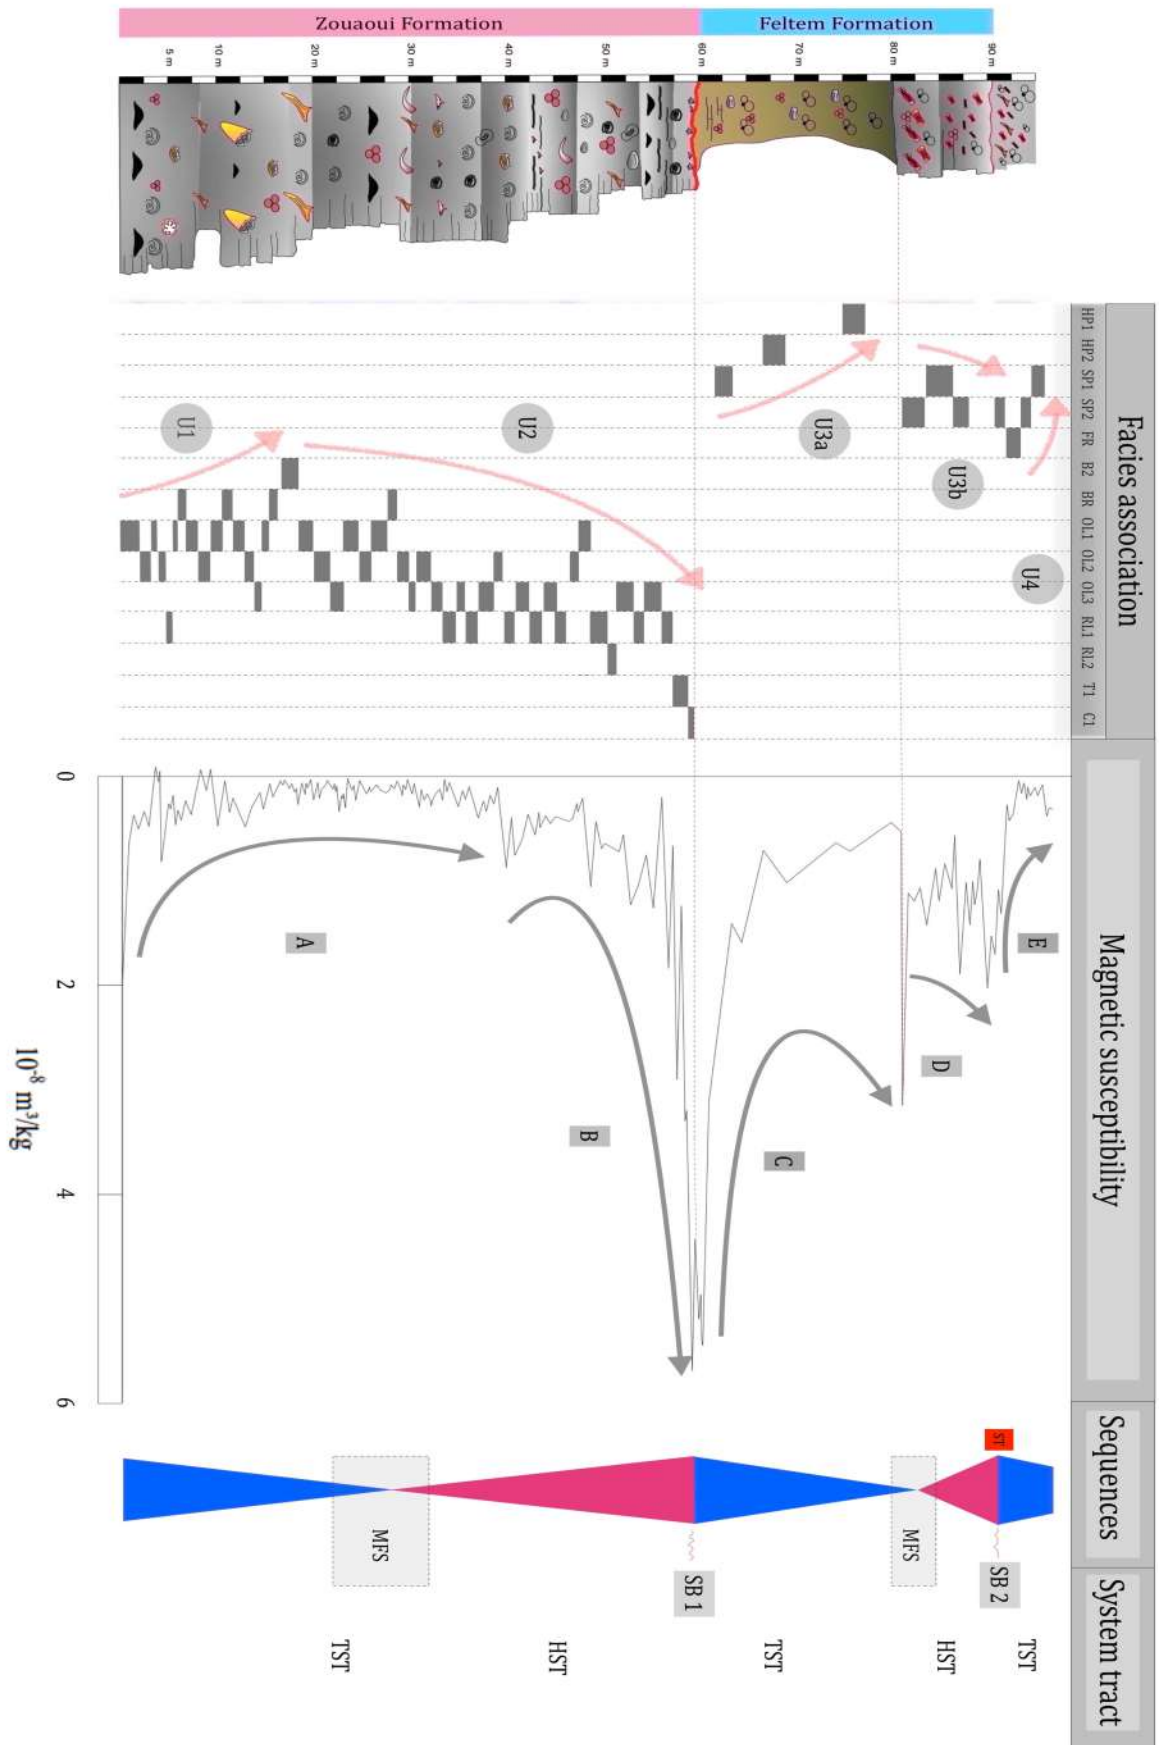 Zouaoui Formation
Feltem Formation
5 m
10 m
20 m
30 m
40 m
50 m
60 m
70 m
80 m
90 m
Facies association
HP1
HP2
SP1
SP2
FR
B2
BR
OL1
OL2
OL3
RL1
RL2
T1
C1
U1
U2
U3a
U3b
U4
Magnetic susceptibility
0
2
4
6
10⁻⁸ m³/kg
A
B
C
D
E
Sequences
ST
MFS
SB 1
MFS
SB 2
System tract
TST
HST
TST
HST
TST